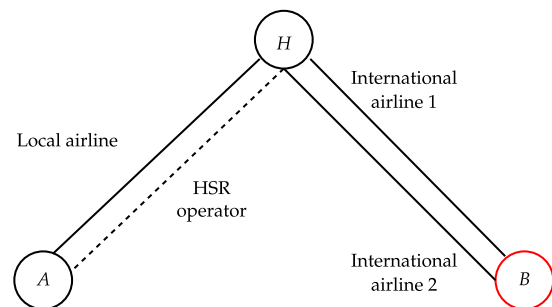 H
International
airline 1
Local airline
HSR
operator
International
airline 2
A
B